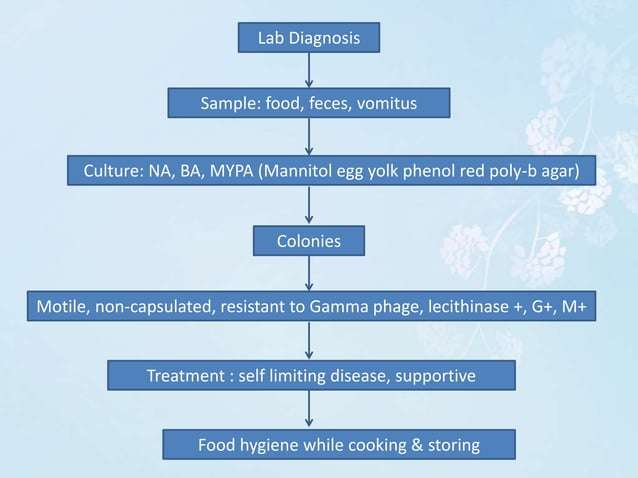 Lab Diagnosis
Sample: food, feces, vomitus
Culture: NA, BA, MYPA (Mannitol egg yolk phenol red poly-b agar)
Colonies
Motile, non-capsulated, resistant to Gamma phage, lecithinase +, G+, M+
Treatment : self limiting disease, supportive
Food hygiene while cooking & storing